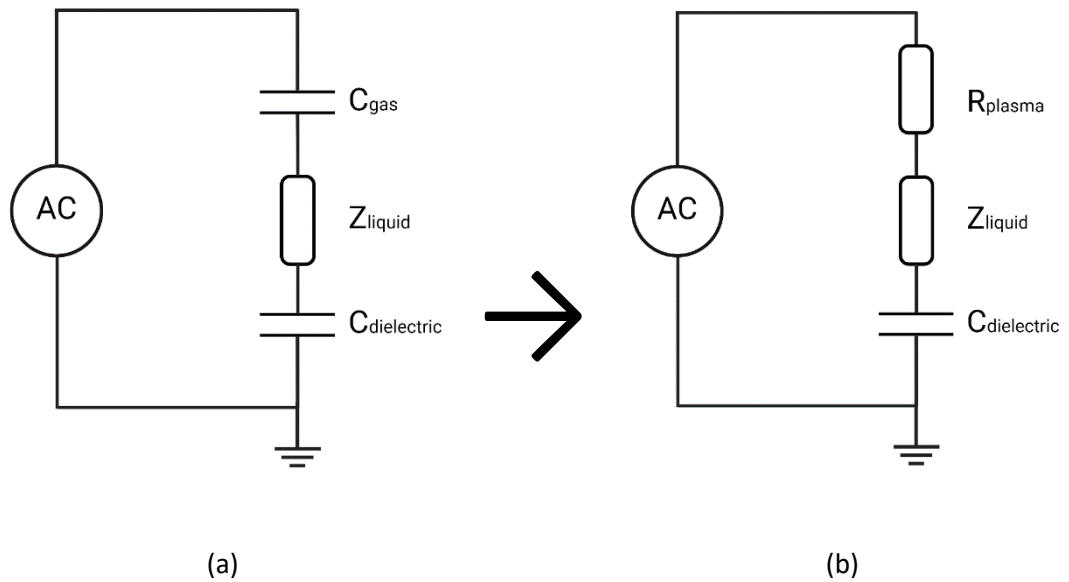 AC
Cgas
Zliquid
Cdielectric
AC
Rplasma
Zliquid
Cdielectric
(a)
(b)